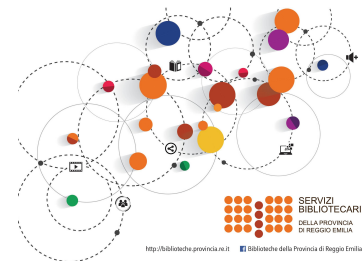 SERVIZI
BIBLIOTECARI
DELLA PROVINCIA
DI REGGIO EMILIA
http://biblioteche.provincia.re.it
Biblioteche della Provincia di Reggio Emilia